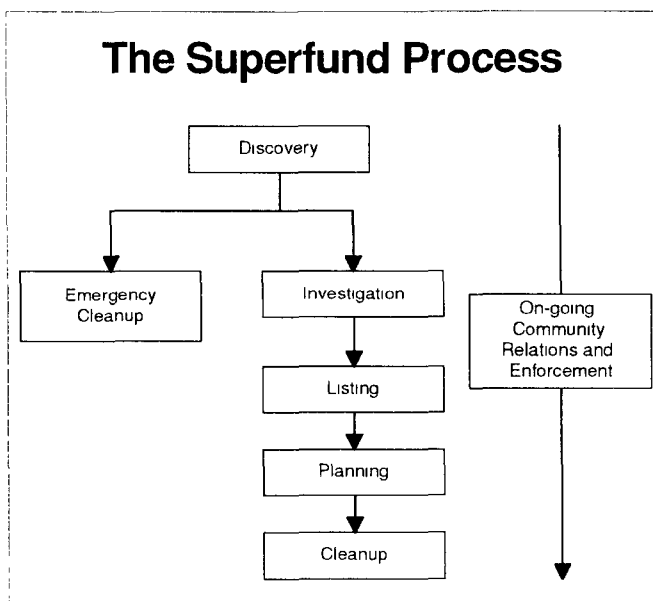 The Superfund Process
Discovery
Emergency
Cleanup
Investigation
Listing
Planning
Cleanup
On-going
Community
Relations and
Enforcement